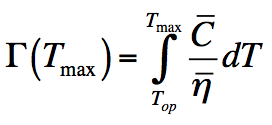 Γ(T_max) = ∫_{T_op}^{T_max} C̅/η̅ dT